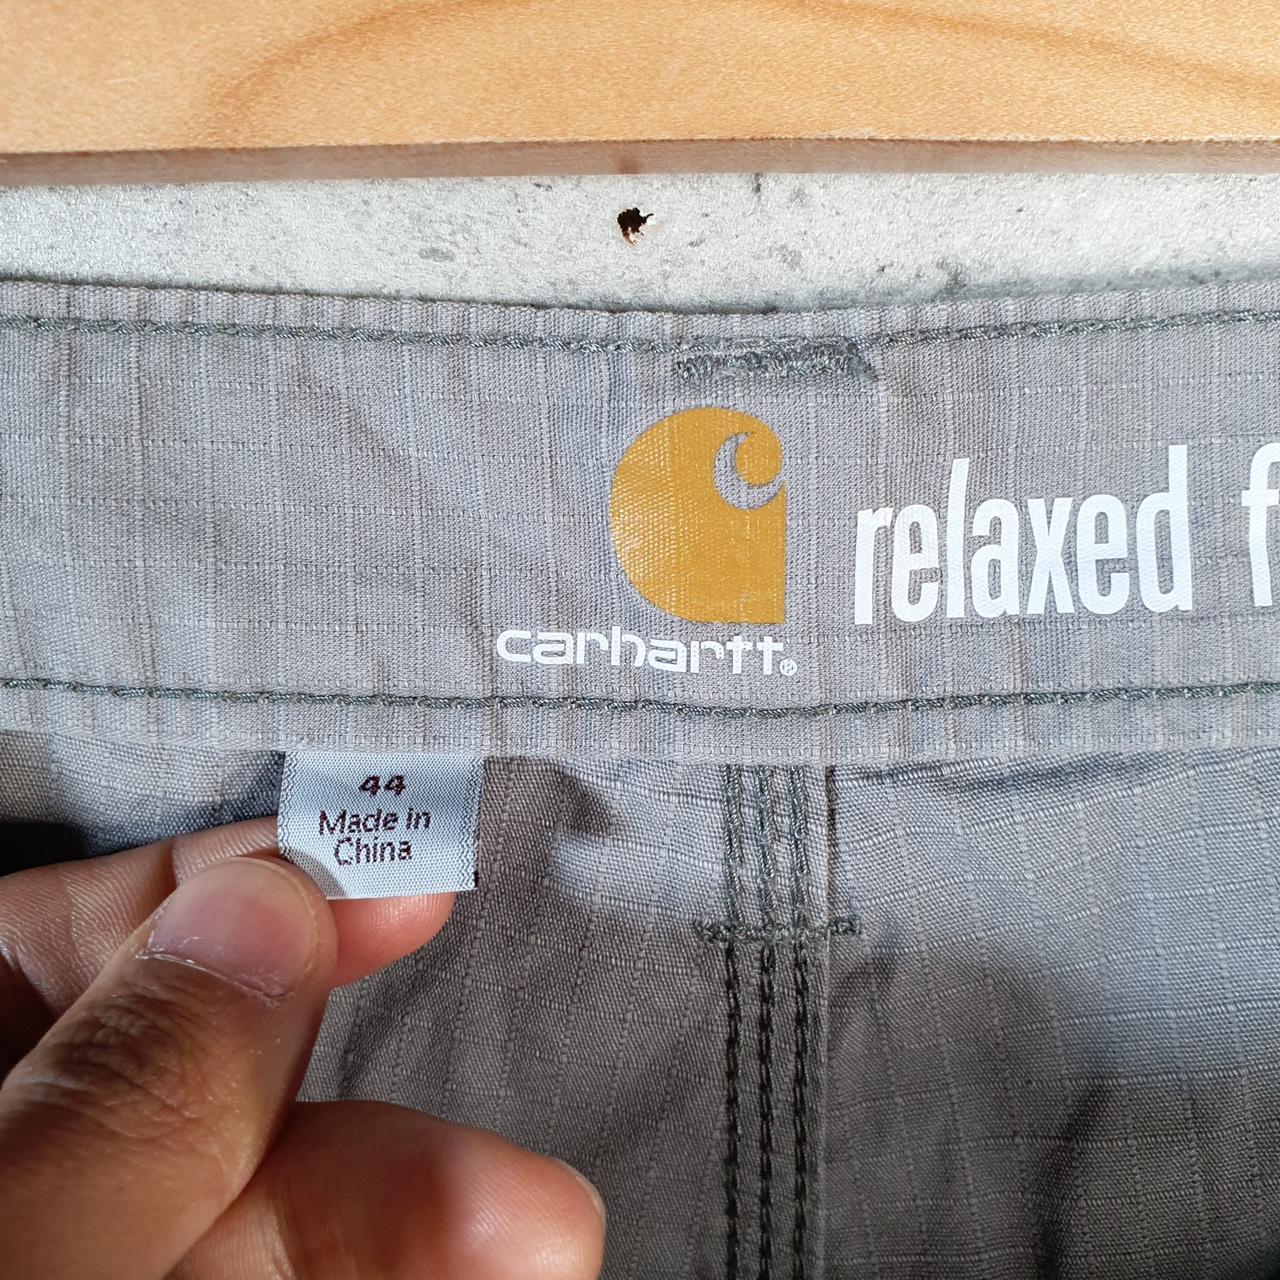 relaxed f
carhartt®
44
Made in
China